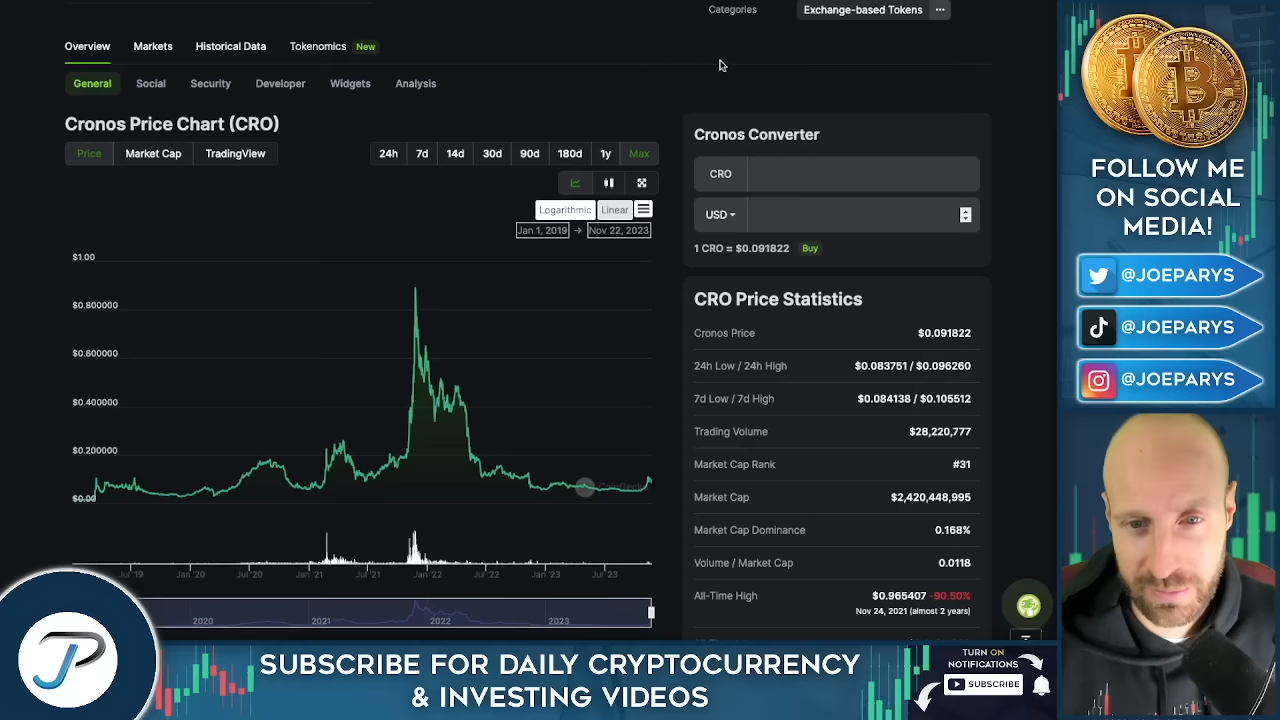 Categories
Exchange-based Tokens
Overview Markets Historical Data Tokenomics New
General Social Security Developer Widgets Analysis
Cronos Price Chart (CRO)
Price Market Cap TradingView
24h 7d 14d 30d 90d 180d 1y Max
Logarithmic Linear
Jan 1, 2019 → Nov 22, 2023
$1.00
$0.800000
$0.600000
$0.400000
$0.200000
$0.00
Jul '19 Jan '20 Jul '20 Jan '21 Jul '21 Jan '22 Jul '22 Jan '23 Jul '23
2020 2021 2022 2023
Cronos Converter
CRO
USD
1 CRO = $0.091822 Buy
CRO Price Statistics
Cronos Price $0.091822
24h Low / 24h High $0.083751 / $0.096260
7d Low / 7d High $0.084138 / $0.105512
Trading Volume $28,220,777
Market Cap Rank #31
Market Cap $2,420,448,995
Market Cap Dominance 0.168%
Volume / Market Cap 0.0118
All-Time High $0.965407 -90.50%
Nov 24, 2021 (almost 2 years)
FOLLOW ME
ON SOCIAL
MEDIA!
@JOEPARYS
@JOEPARYS
@JOEPARYS
SUBSCRIBE FOR DAILY CRYPTOCURRENCY
& INVESTING VIDEOS
TURN ON
NOTIFICATIONS
SUBSCRIBE